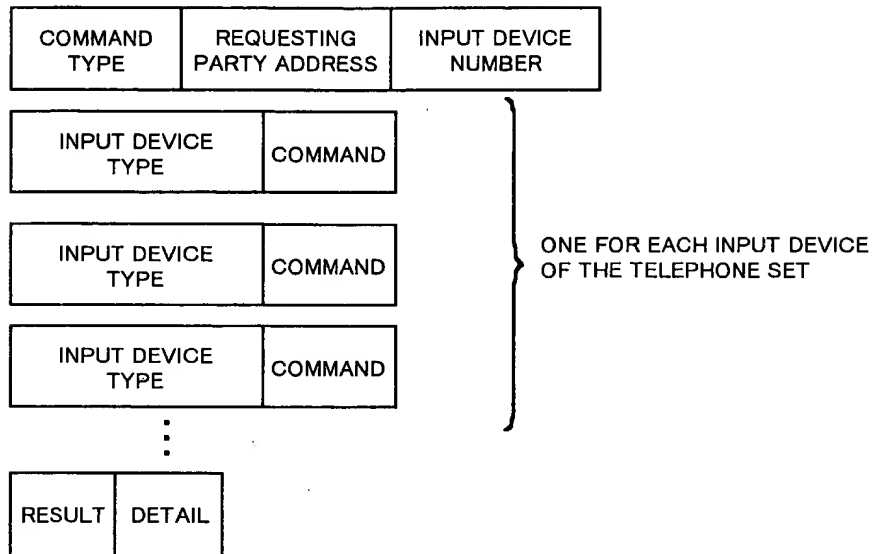 COMMAND TYPE
REQUESTING PARTY ADDRESS
INPUT DEVICE NUMBER
INPUT DEVICE TYPE
COMMAND
INPUT DEVICE TYPE
COMMAND
ONE FOR EACH INPUT DEVICE
OF THE TELEPHONE SET
INPUT DEVICE TYPE
COMMAND
RESULT
DETAIL